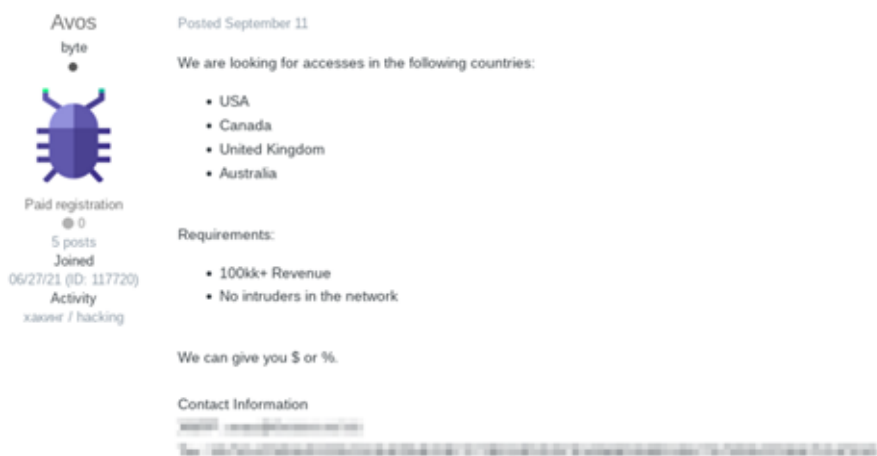 Avos
byte
Paid registration
0
5 posts
Joined
06/27/21 (ID: 117720)
Activity
хакинг / hacking
Posted September 11
We are looking for accesses in the following countries:
• USA
• Canada
• United Kingdom
• Australia
Requirements:
• 100kk+ Revenue
• No intruders in the network
We can give you $ or %.
Contact Information